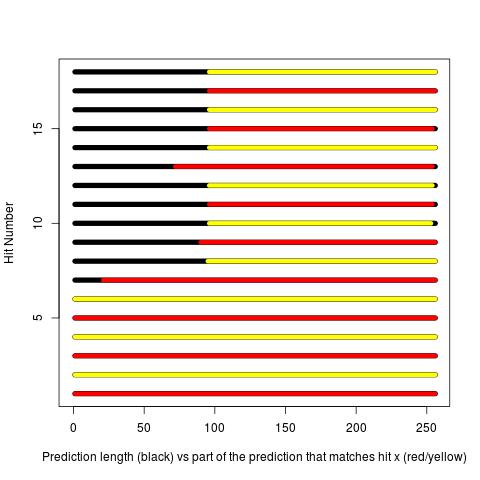 15
10
5
Hit Number
0 50 100 150 200 250
Prediction length (black) vs part of the prediction that matches hit x (red/yellow)